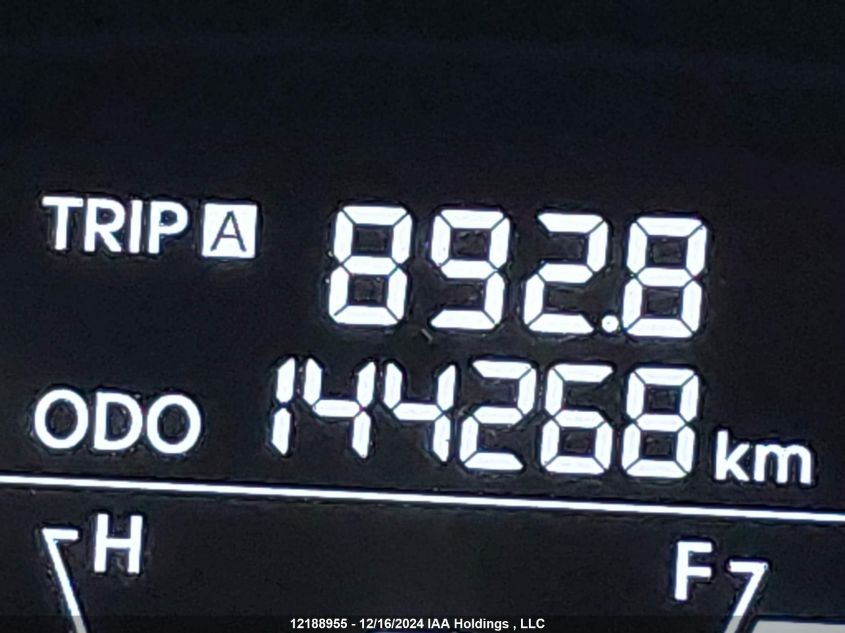 TRIP A 892.8
ODO 144268 km
H F
12188955 - 12/16/2024 IAA Holdings , LLC